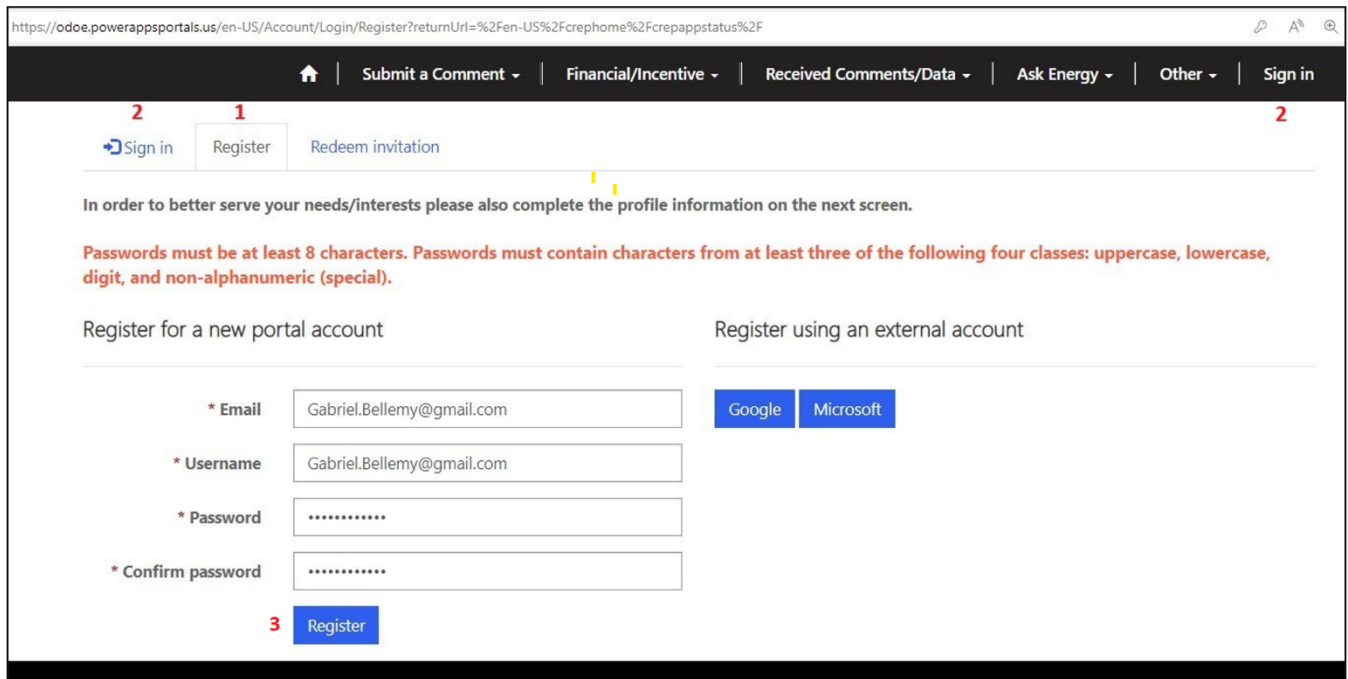 https://odoe.powerappsportals.us/en-US/Account/Login/Register?returnUrl=%2Fen-US%2Fcrephome%2Fcrepappstatus%2F
Submit a Comment | Financial/Incentive | Received Comments/Data | Ask Energy | Other | Sign in
2 1 2
Sign in Register Redeem invitation
In order to better serve your needs/interests please also complete the profile information on the next screen.
Passwords must be at least 8 characters. Passwords must contain characters from at least three of the following four classes: uppercase, lowercase,
digit, and non-alphanumeric (special).
Register for a new portal account Register using an external account
* Email Gabriel.Bellemy@gmail.com Google Microsoft
* Username Gabriel.Bellemy@gmail.com
* Password ••••••••••••
* Confirm password ••••••••••••
3 Register